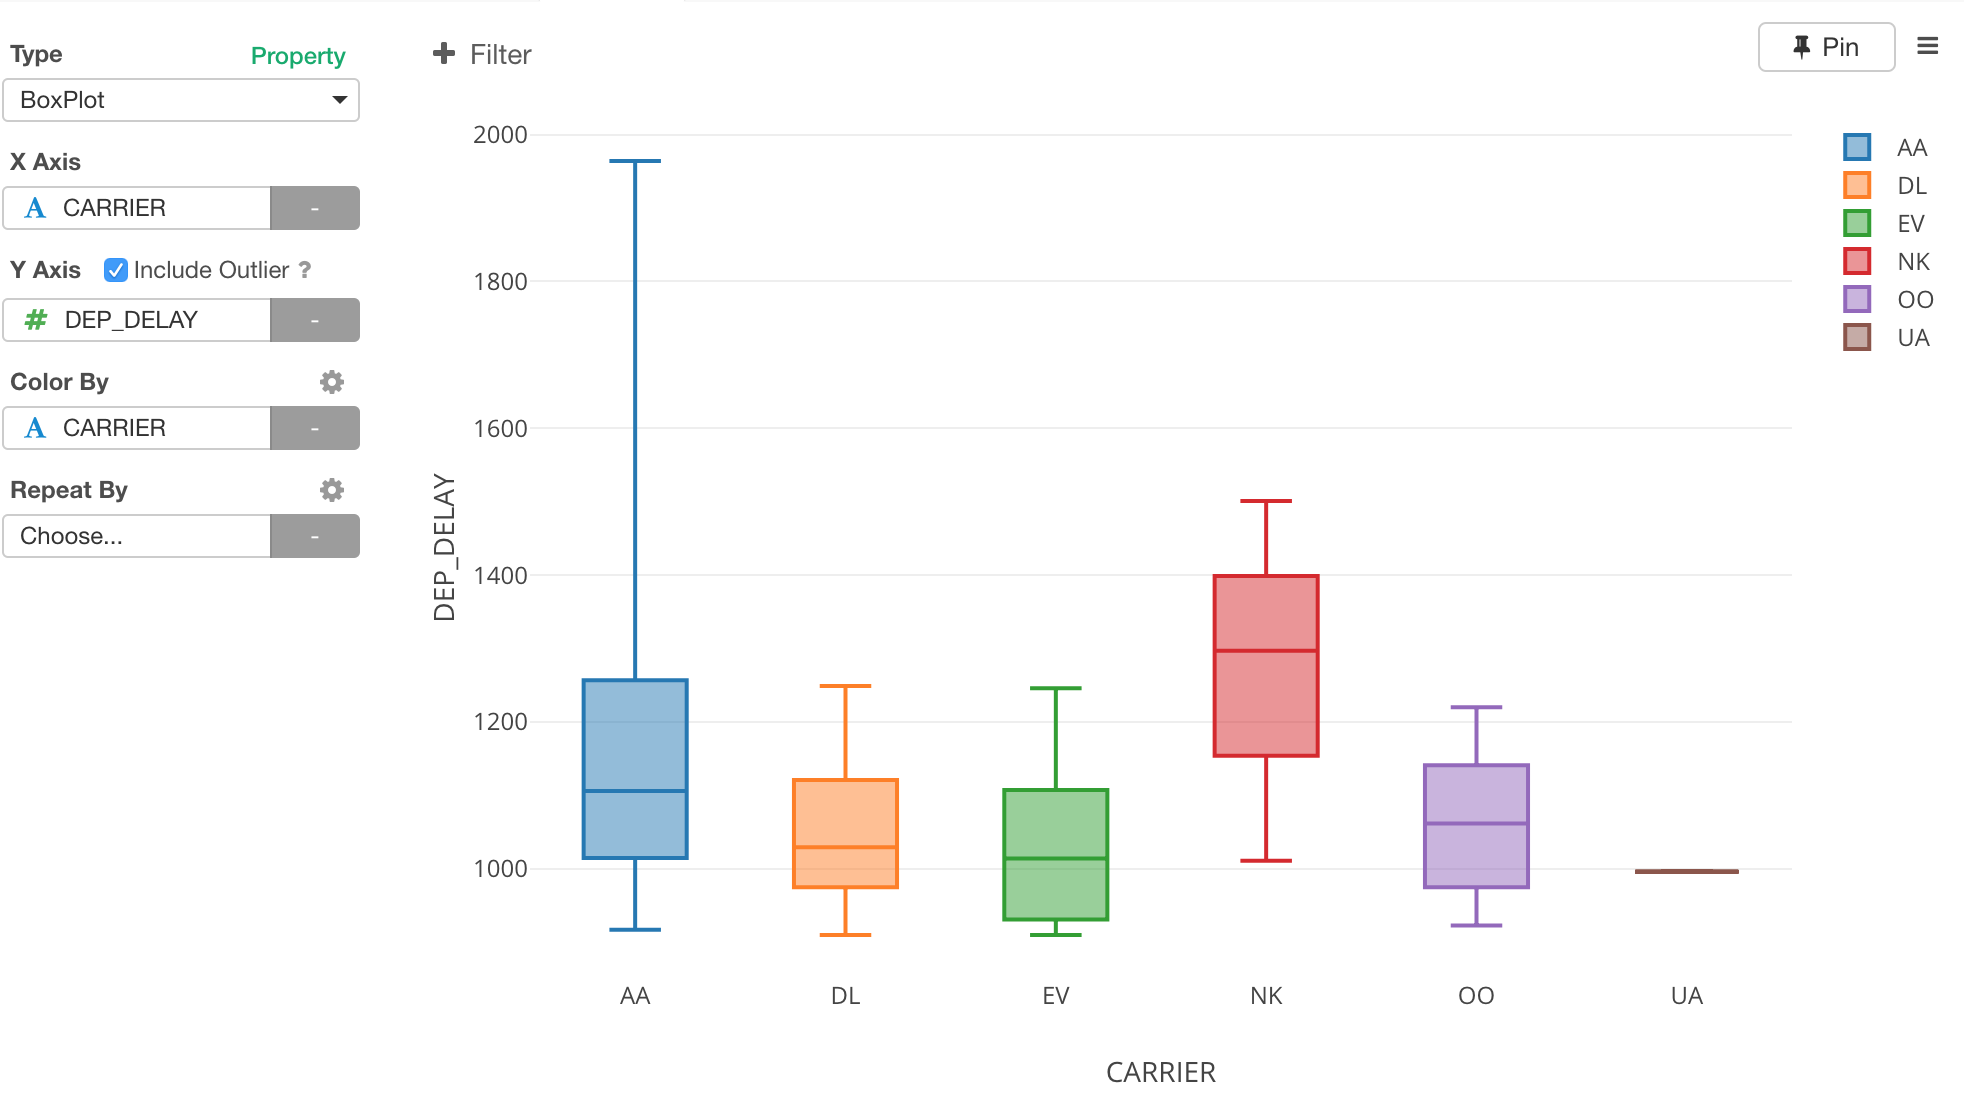 Type Property
BoxPlot
X Axis
A CARRIER -
Y Axis Include Outlier ?
# DEP_DELAY -
Color By
A CARRIER -
Repeat By
Choose... -
+ Filter
Pin
2000
1800
1600
1400
1200
1000
DEP_DELAY
AA DL EV NK OO UA
CARRIER
AA
DL
EV
NK
OO
UA